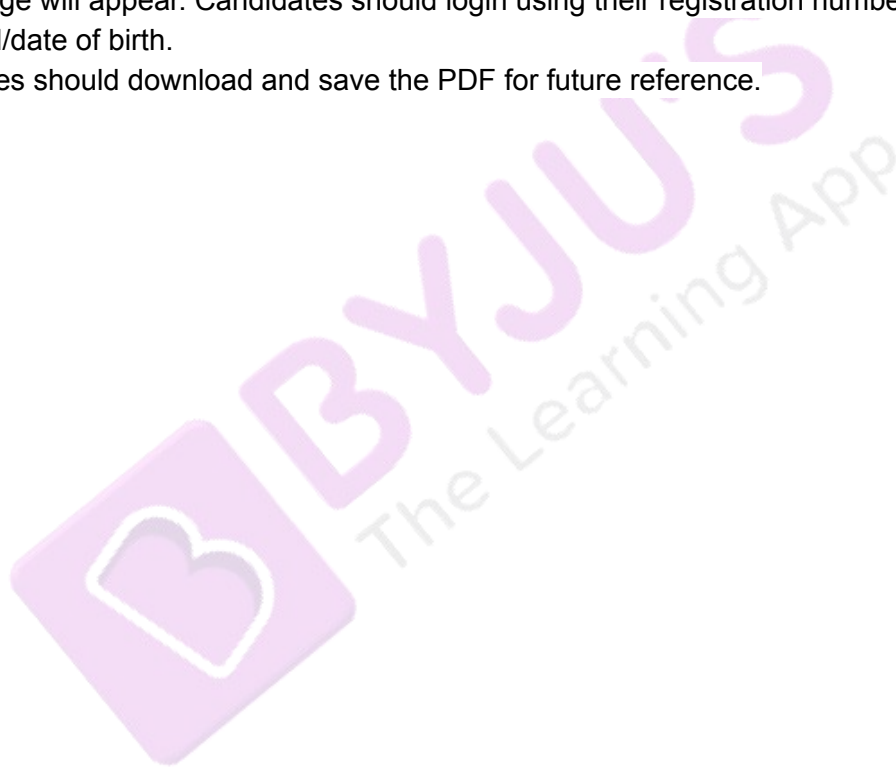 ge will appear. Candidates should login using their registration numbe
/date of birth.
es should download and save the PDF for future reference.
BYJU'S
The Learning App